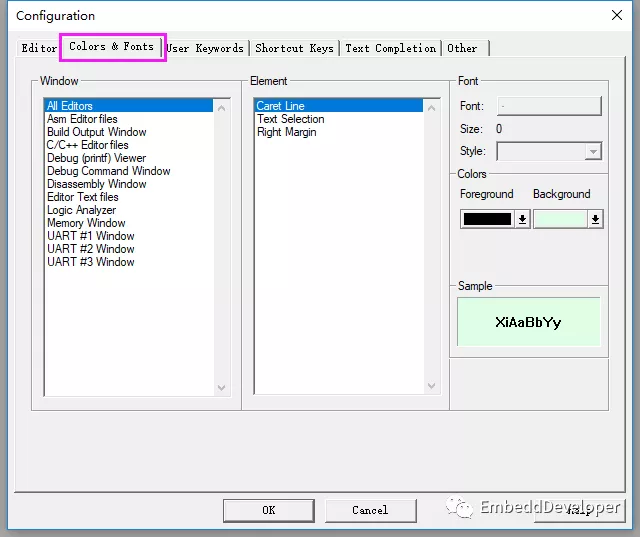 Configuration
Editor Colors & Fonts User Keywords Shortcut Keys Text Completion Other
Window
All Editors
Asm Editor files
Build Output Window
C/C++ Editor files
Debug (printf) Viewer
Debug Command Window
Disassembly Window
Editor Text files
Logic Analyzer
Memory Window
UART #1 Window
UART #2 Window
UART #3 Window
Element
Caret Line
Text Selection
Right Margin
Font
Font: -
Size: 0
Style:
Colors
Foreground Background
Sample
XiAaBbYy
OK Cancel Help
EmbeddDeveloper